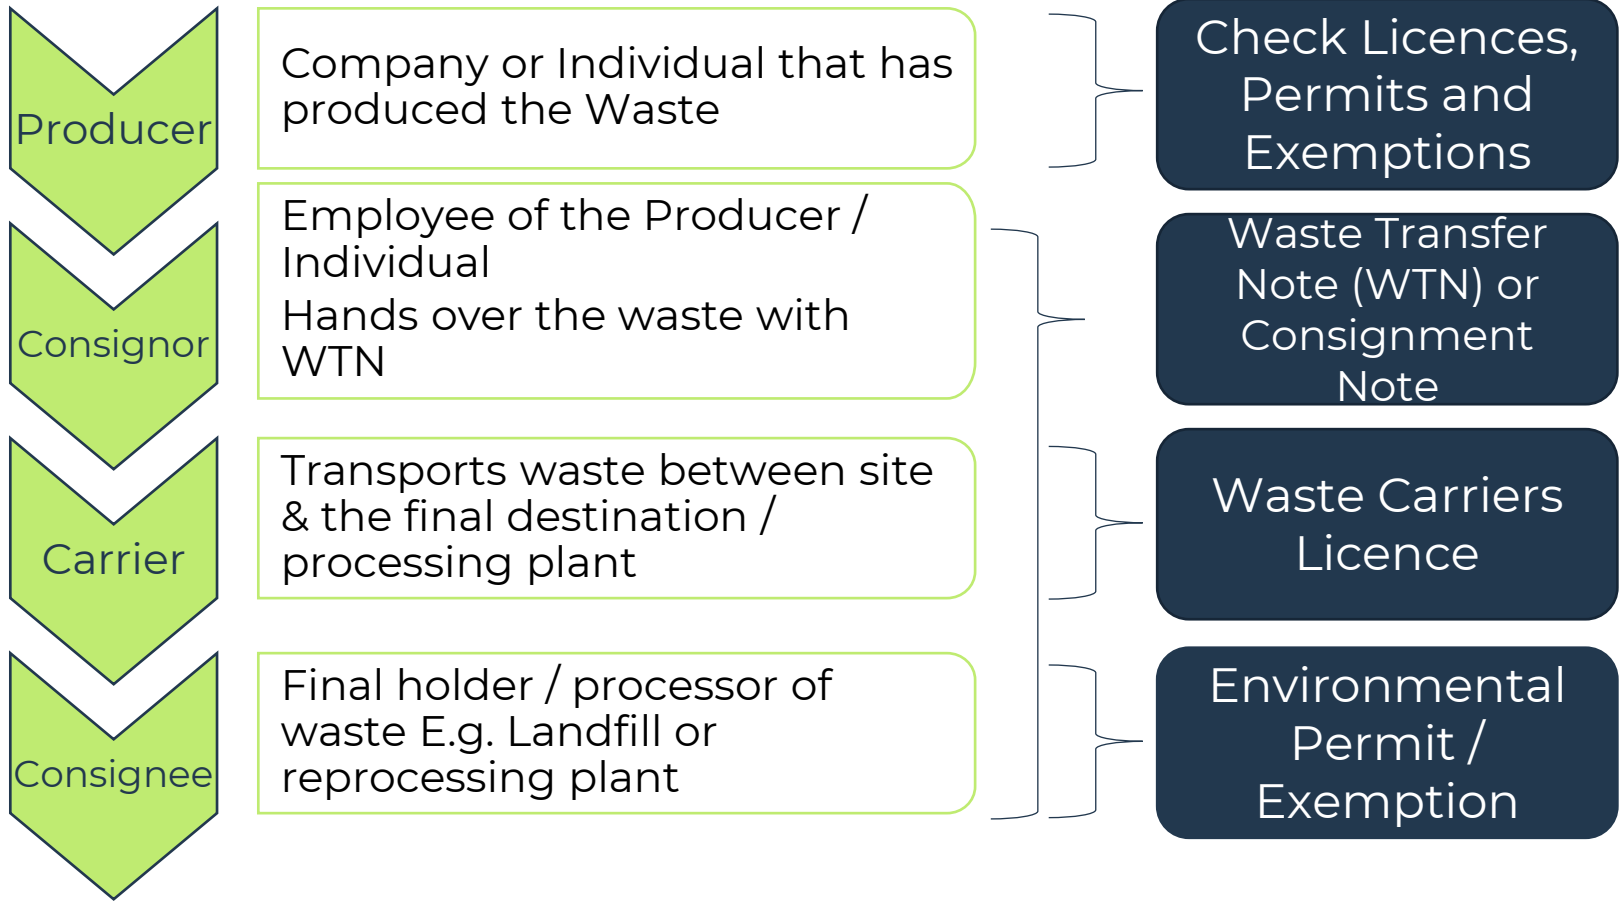 Producer
Company or Individual that has
produced the Waste
Check Licences,
Permits and
Exemptions
Consignor
Employee of the Producer /
Individual
Hands over the waste with
WTN
Waste Transfer
Note (WTN) or
Consignment
Note
Carrier
Transports waste between site
& the final destination /
processing plant
Waste Carriers
Licence
Consignee
Final holder / processor of
waste E.g. Landfill or
reprocessing plant
Environmental
Permit /
Exemption